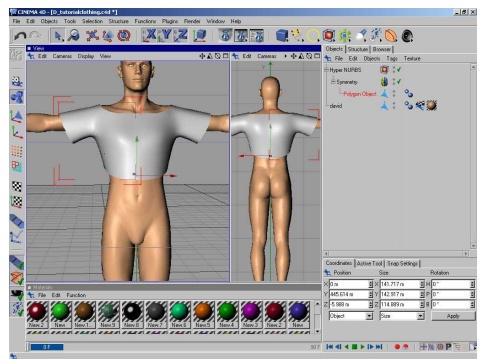 CINEMA 4D - [D_tutorialclothing.c4d *]
File Edit Objects Tools Selection Structure Functions Plugins Render Window Help
View
Edit Cameras Display View
Edit Cameras
Objects Structure Browser
File Edit Objects Tags Texture
Hyper NURBS
Symmetry
Polygon Object
david
Materials
File Edit Function
New.2 New New.1 New.9 New.8 New.7 New.6 New.5 New.4 New.3 New.2 New
Coordinates Active Tool Snap Settings
Position Size Rotation
X 0 m X 141.717 m H 0 °
Y 445.614 m Y 142.917 m P 0 °
Z -5.988 m Z 114.889 m B 0 °
Object Size Apply
0 F 90 F